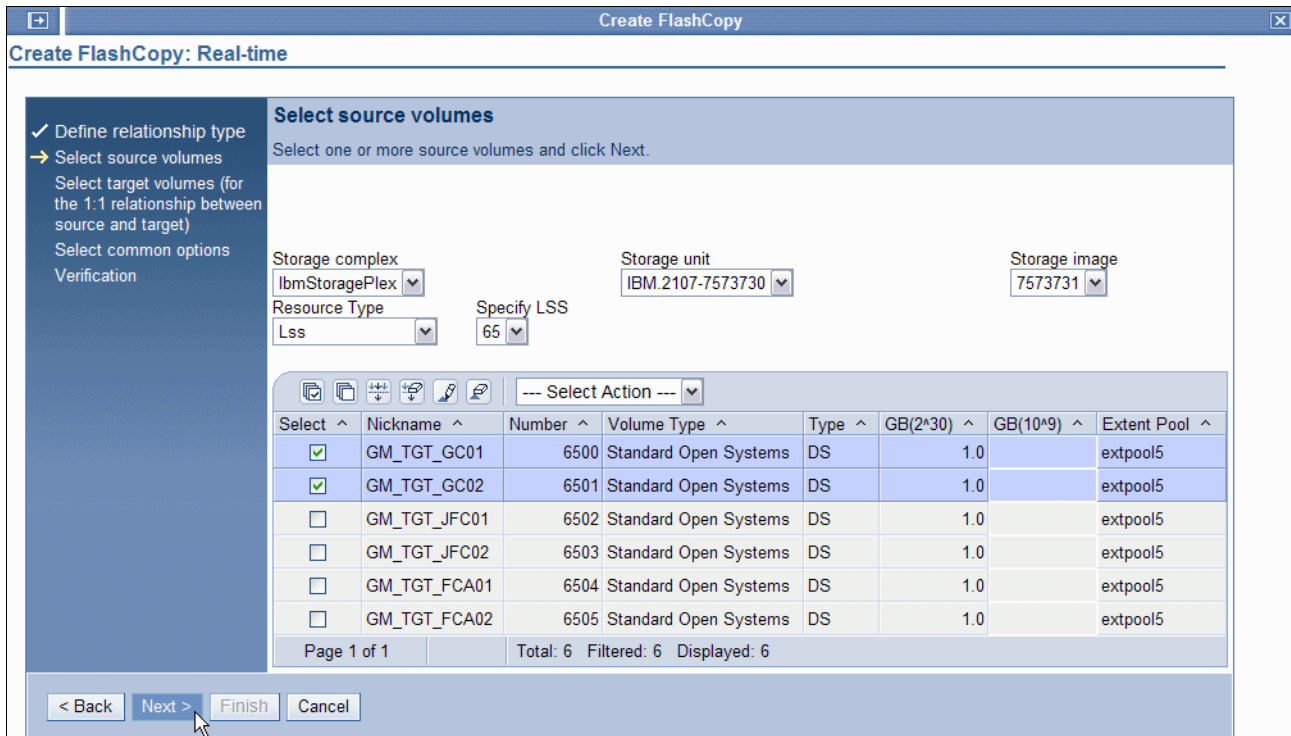 Create FlashCopy
Create FlashCopy: Real-time
Define relationship type
Select source volumes
Select target volumes (for
the 1:1 relationship between
source and target)
Select common options
Verification
Select source volumes
Select one or more source volumes and click Next.
Storage complex Storage unit Storage image
IbmStoragePlex IBM.2107-7573730 7573731
Resource Type Specify LSS
Lss 65
--- Select Action ---
Select ^ Nickname ^ Number ^ Volume Type ^ Type ^ GB(2^30) ^ GB(10^9) ^ Extent Pool ^
GM_TGT_GC01 6500 Standard Open Systems DS 1.0 extpool5
GM_TGT_GC02 6501 Standard Open Systems DS 1.0 extpool5
GM_TGT_JFC01 6502 Standard Open Systems DS 1.0 extpool5
GM_TGT_JFC02 6503 Standard Open Systems DS 1.0 extpool5
GM_TGT_FCA01 6504 Standard Open Systems DS 1.0 extpool5
GM_TGT_FCA02 6505 Standard Open Systems DS 1.0 extpool5
Page 1 of 1 Total: 6 Filtered: 6 Displayed: 6
< Back Next > Finish Cancel